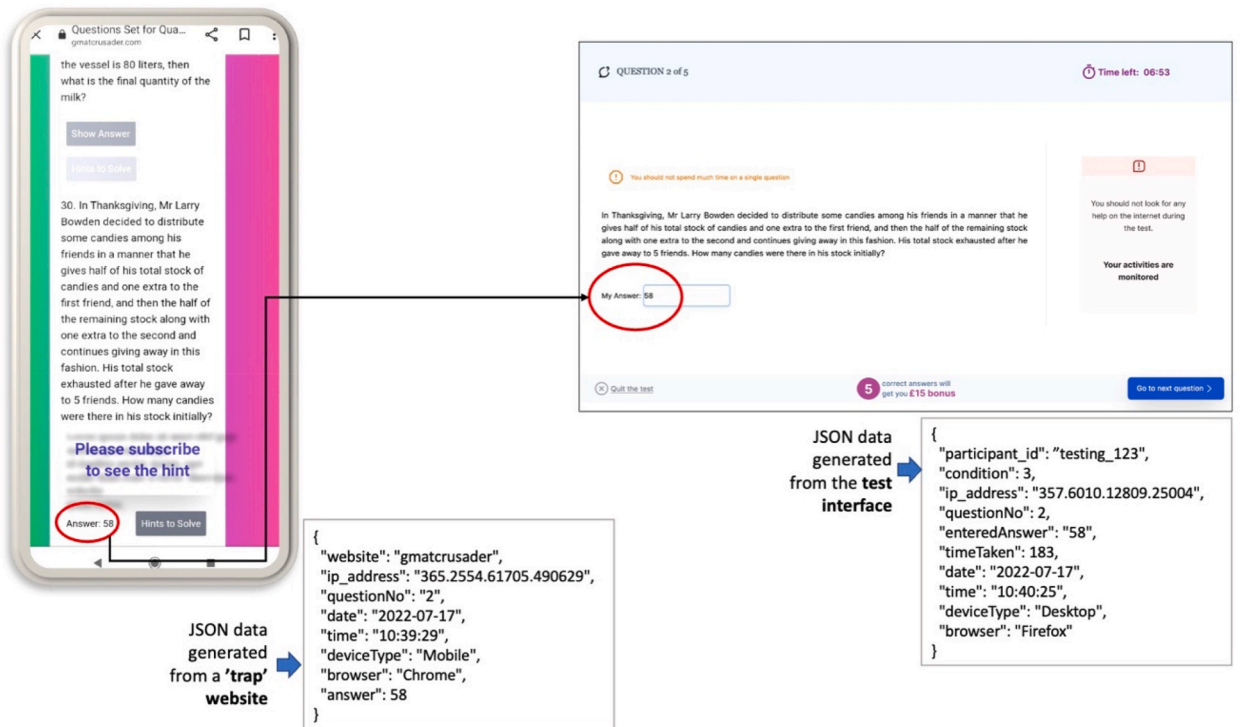 Questions Set for Qua...
gmatcrusader.com
the vessel is 80 liters, then
what is the final quantity of the
milk?
Show Answer
Hints to Solve
30. In Thanksgiving, Mr Larry
Bowden decided to distribute
some candies among his
friends in a manner that he
gives half of his total stock of
candies and one extra to the
first friend, and then the half of
the remaining stock along with
one extra to the second and
continues giving away in this
fashion. His total stock
exhausted after he gave away
to 5 friends. How many candies
were there in his stock initially?
Please subscribe
to see the hint
Answer: 58
Hints to Solve
JSON data
generated
from a 'trap'
website
{
"website": "gmatcrusader",
"ip_address": "365.2554.61705.490629",
"questionNo": "2",
"date": "2022-07-17",
"time": "10:39:29",
"deviceType": "Mobile",
"browser": "Chrome",
"answer": 58
}
QUESTION 2 of 5
Time left: 06:53
You should not spend much time on a single question
In Thanksgiving, Mr Larry Bowden decided to distribute some candies among his friends in a manner that he
gives half of his total stock of candies and one extra to the first friend, and then the half of the remaining stock
along with one extra to the second and continues giving away in this fashion. His total stock exhausted after he
gave away to 5 friends. How many candies were there in his stock initially?
My Answer: 58
You should not look for any
help on the internet during
the test.
Your activities are
monitored
Quit the test
5
correct answers will
get you £15 bonus
Go to next question >
JSON data
generated
from the test
interface
{
"participant_id": ”testing_123",
"condition": 3,
"ip_address": "357.6010.12809.25004",
"questionNo": 2,
"enteredAnswer": "58",
"timeTaken": 183,
"date": "2022-07-17",
"time": "10:40:25",
"deviceType": "Desktop",
"browser": "Firefox"
}